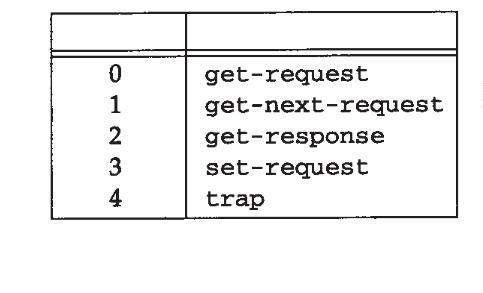 0 get-request
1 get-next-request
2 get-response
3 set-request
4 trap